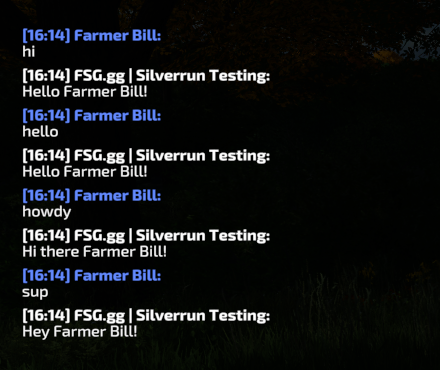 [16:14] Farmer Bill:
hi
[16:14] FSG.gg | Silverrun Testing:
Hello Farmer Bill!
[16:14] Farmer Bill:
hello
[16:14] FSG.gg | Silverrun Testing:
Hello Farmer Bill!
[16:14] Farmer Bill:
howdy
[16:14] FSG.gg | Silverrun Testing:
Hi there Farmer Bill!
[16:14] Farmer Bill:
sup
[16:14] FSG.gg | Silverrun Testing:
Hey Farmer Bill!